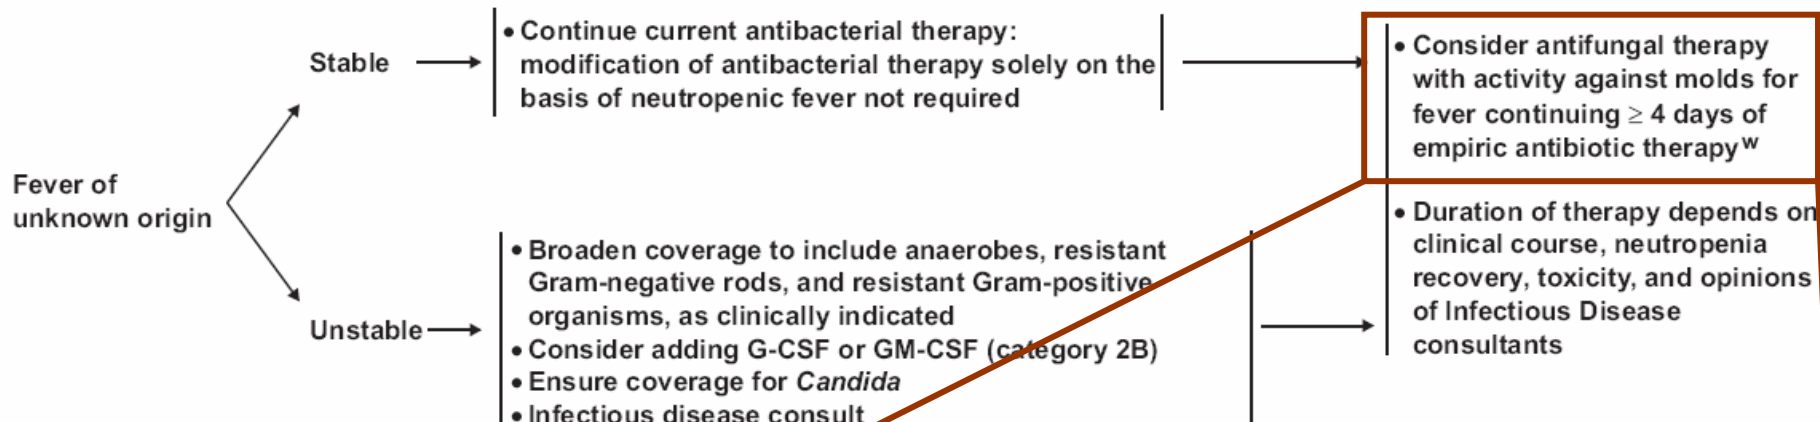 Fever of
unknown origin
Stable
• Continue current antibacterial therapy:
modification of antibacterial therapy solely on the
basis of neutropenic fever not required
Unstable
• Broaden coverage to include anaerobes, resistant
Gram-negative rods, and resistant Gram-positive
organisms, as clinically indicated
• Consider adding G-CSF or GM-CSF (category 2B)
• Ensure coverage for Candida
• Infectious disease consult
• Consider antifungal therapy
with activity against molds for
fever continuing ≥ 4 days of
empiric antibiotic therapyᵂ
• Duration of therapy depends on
clinical course, neutropenia
recovery, toxicity, and opinions
of Infectious Disease
consultants